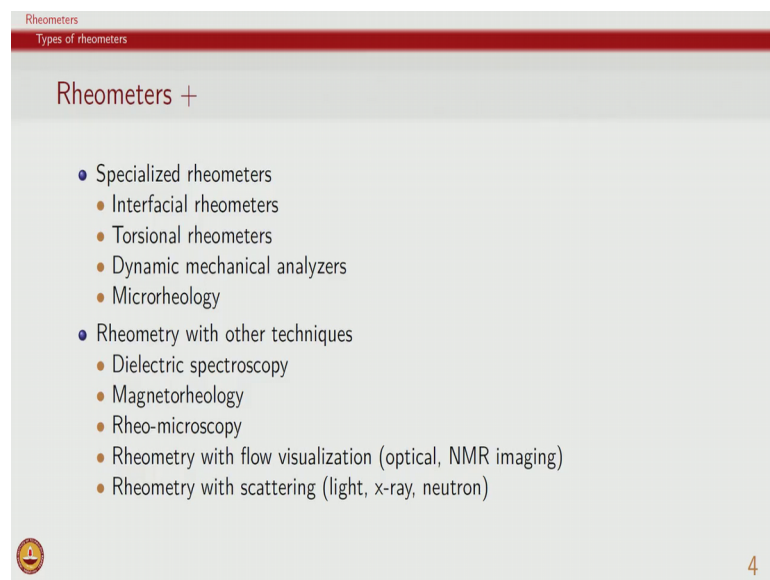 Rheometers
Types of rheometers
Rheometers +
Specialized rheometers
Interfacial rheometers
Torsional rheometers
Dynamic mechanical analyzers
Microrheology
Rheometry with other techniques
Dielectric spectroscopy
Magnetorheology
Rheo-microscopy
Rheometry with flow visualization (optical, NMR imaging)
Rheometry with scattering (light, x-ray, neutron)
4